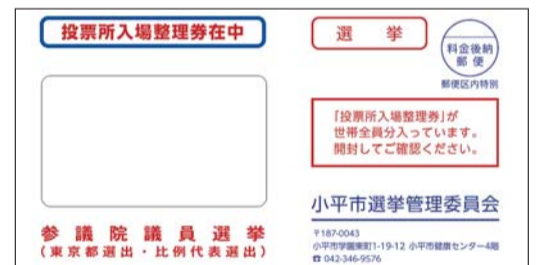 投票所入場整理券在中
選 挙
料金後納
郵便
郵便区内特別
「投票所入場整理券」が
世帯全員分入っています。
開封してご確認ください。
小平市選挙管理委員会
〒187-0043
小平市学園東町1-19-12 小平市健康センター4階
☎ 042-346-9576
参議院議員選挙
(東京都選出・比例代表選出)